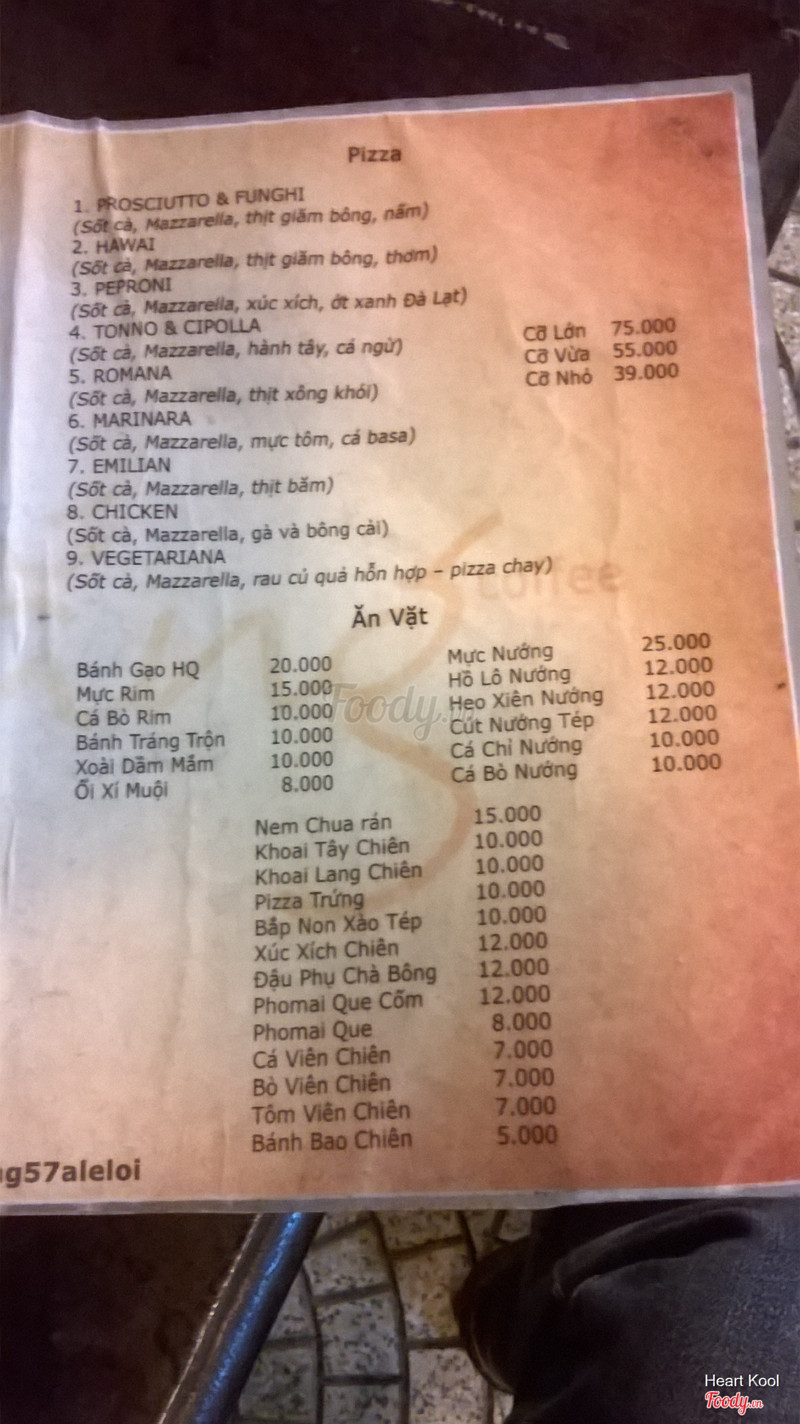 Pizza
1. PROSCIUTTO & FUNGHI
(Sốt cà, Mazzarella, thịt giăm bông, nấm)
2. HAWAI
(Sốt cà, Mazzarella, thịt giăm bông, thơm)
3. PEPRONI
(Sốt cà, Mazzarella, xúc xích, ớt xanh Đà Lạt)
4. TONNO & CIPOLLA
(Sốt cà, Mazzarella, hành tây, cá ngừ)
5. ROMANA
(Sốt cà, Mazzarella, thịt xông khói)
6. MARINARA
(Sốt cà, Mazzarella, mực tôm, cá basa)
7. EMILIAN
(Sốt cà, Mazzarella, thịt băm)
8. CHICKEN
(Sốt cà, Mazzarella, gà và bông cải)
9. VEGETARIANA
(Sốt cà, Mazzarella, rau củ quả hỗn hợp – pizza chay)
Cỡ Lớn 75.000
Cỡ Vừa 55.000
Cỡ Nhỏ 39.000
coffee
Ăn Vặt
Bánh Gạo HQ 20.000
Mực Rim 15.000
Cá Bò Rim 10.000
Bánh Tráng Trộn 10.000
Xoài Dầm Mắm 10.000
Ổi Xí Muội 8.000
Mực Nướng 25.000
Hồ Lô Nướng 12.000
Heo Xiên Nướng 12.000
Cút Nướng Tép 12.000
Cá Chỉ Nướng 10.000
Cá Bò Nướng 10.000
Foody.
Nem Chua rán 15.000
Khoai Tây Chiên 10.000
Khoai Lang Chiên 10.000
Pizza Trứng 10.000
Bắp Non Xào Tép 10.000
Xúc Xích Chiên 12.000
Đậu Phụ Chà Bông 12.000
Phomai Que Cốm 12.000
Phomai Que 8.000
Cá Viên Chiên 7.000
Bò Viên Chiên 7.000
Tôm Viên Chiên 7.000
Bánh Bao Chiên 5.000
g57aleloi
Heart Kool
Foody.vn